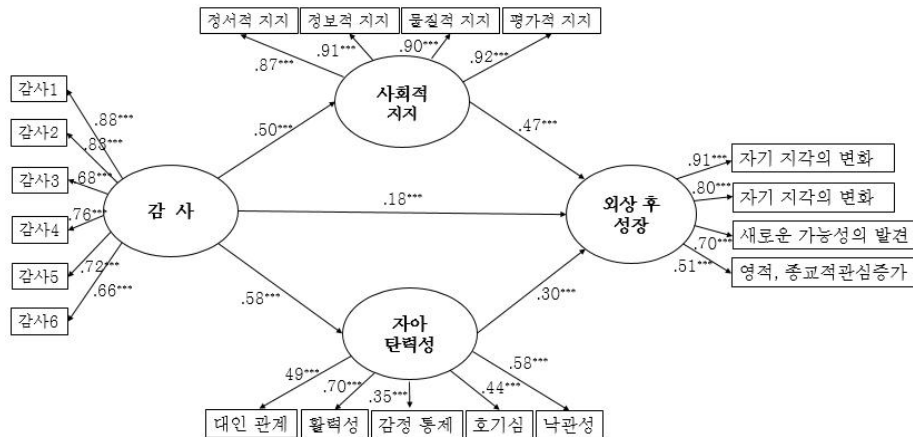 정서적 지지 정보적 지지 물질적 지지 평가적 지지
.87*** .91*** .90*** .92***
사회적
지지
감사1
.88***
감사2
.83***
감사3
.68***
감사4
.76***
감사5
.72***
감사6
.66***
감 사
.50***
.47***
.18***
.58***
.30***
외상 후
성장
.91*** 자기 지각의 변화
.80*** 자기 지각의 변화
.70*** 새로운 가능성의 발견
.51*** 영적, 종교적관심증가
자아
탄력성
49*** .70*** .35*** .44*** .58***
대인 관계 활력성 감정 통제 호기심 낙관성